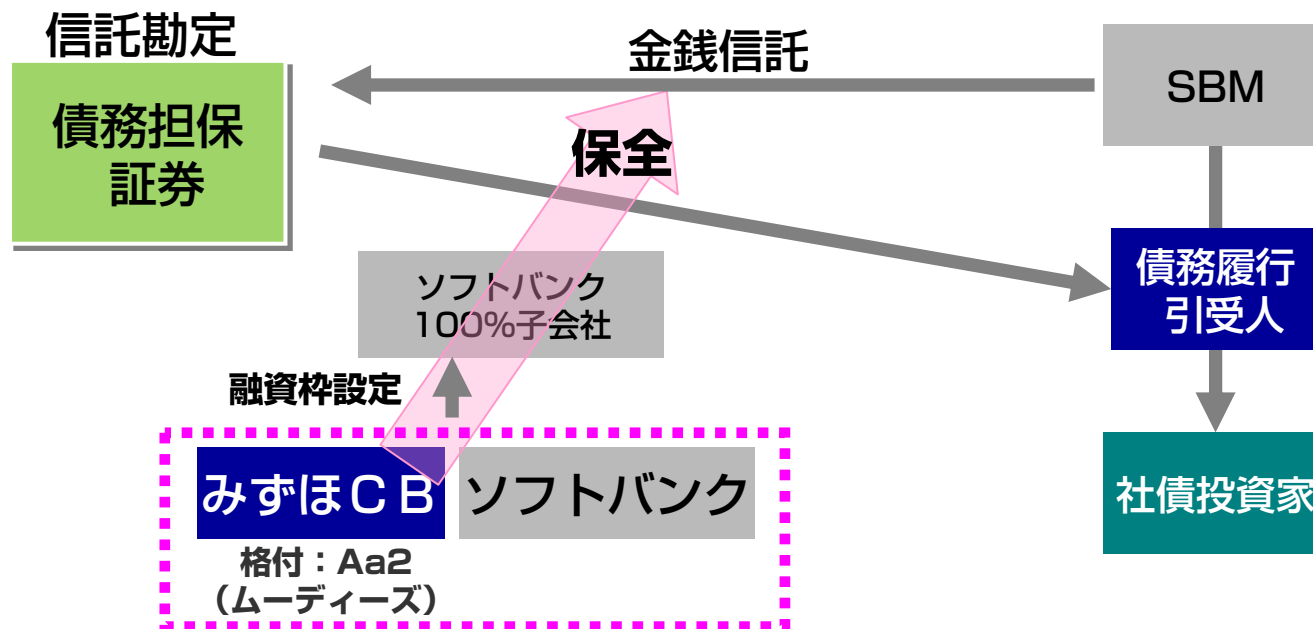 信託勘定
金銭信託
SBM
債務担保
証券
保全
債務履行
引受人
ソフトバンク
100%子会社
融資枠設定
みずほCB
ソフトバンク
社債投資家
格付：Aa2
（ムーディーズ）